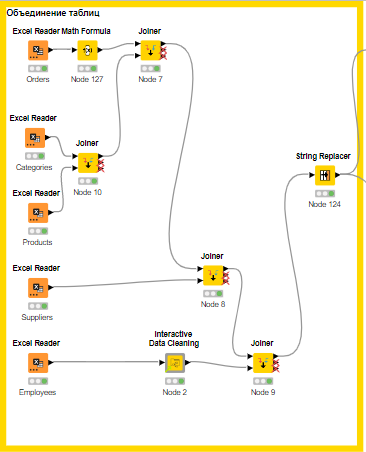 Объединение таблиц
Excel Reader
Math Formula
Joiner
Orders
Node 127
Node 7
Excel Reader
Joiner
Categories
Node 10
Excel Reader
Products
String Replacer
Node 124
Excel Reader
Joiner
Suppliers
Node 8
Excel Reader
Interactive
Data Cleaning
Joiner
Employees
Node 2
Node 9